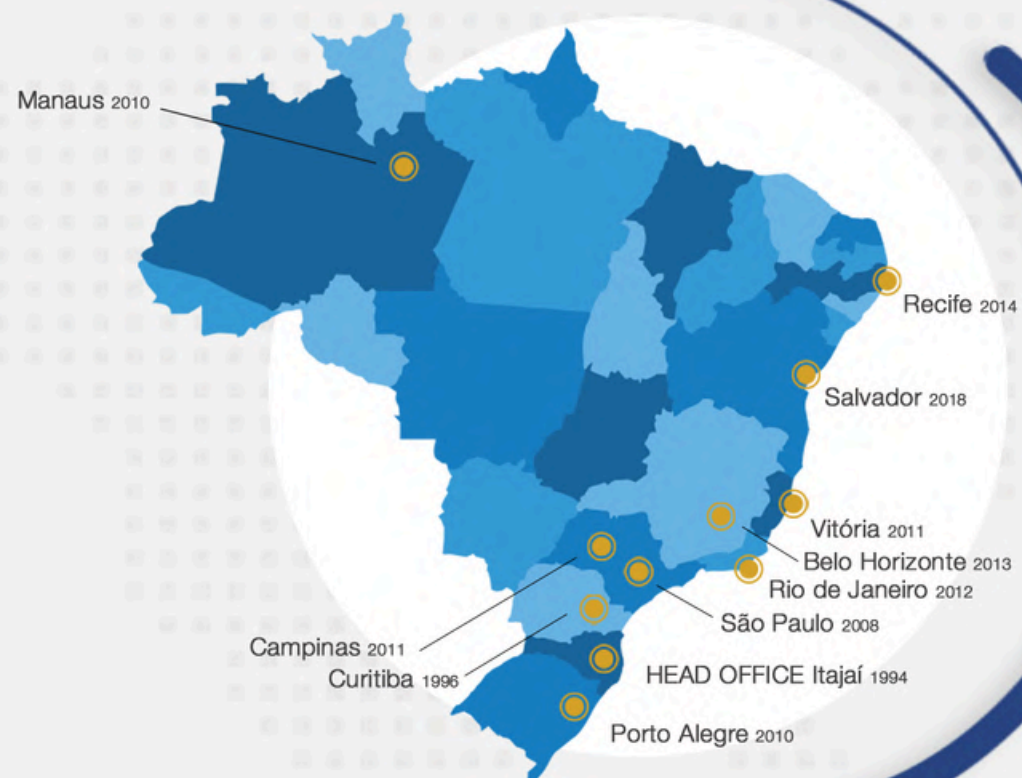 Manaus 2010
Recife 2014
Salvador 2018
Vitória 2011
Belo Horizonte 2013
Rio de Janeiro 2012
São Paulo 2008
Campinas 2011
Curitiba 1996
HEAD OFFICE Itajaí 1994
Porto Alegre 2010